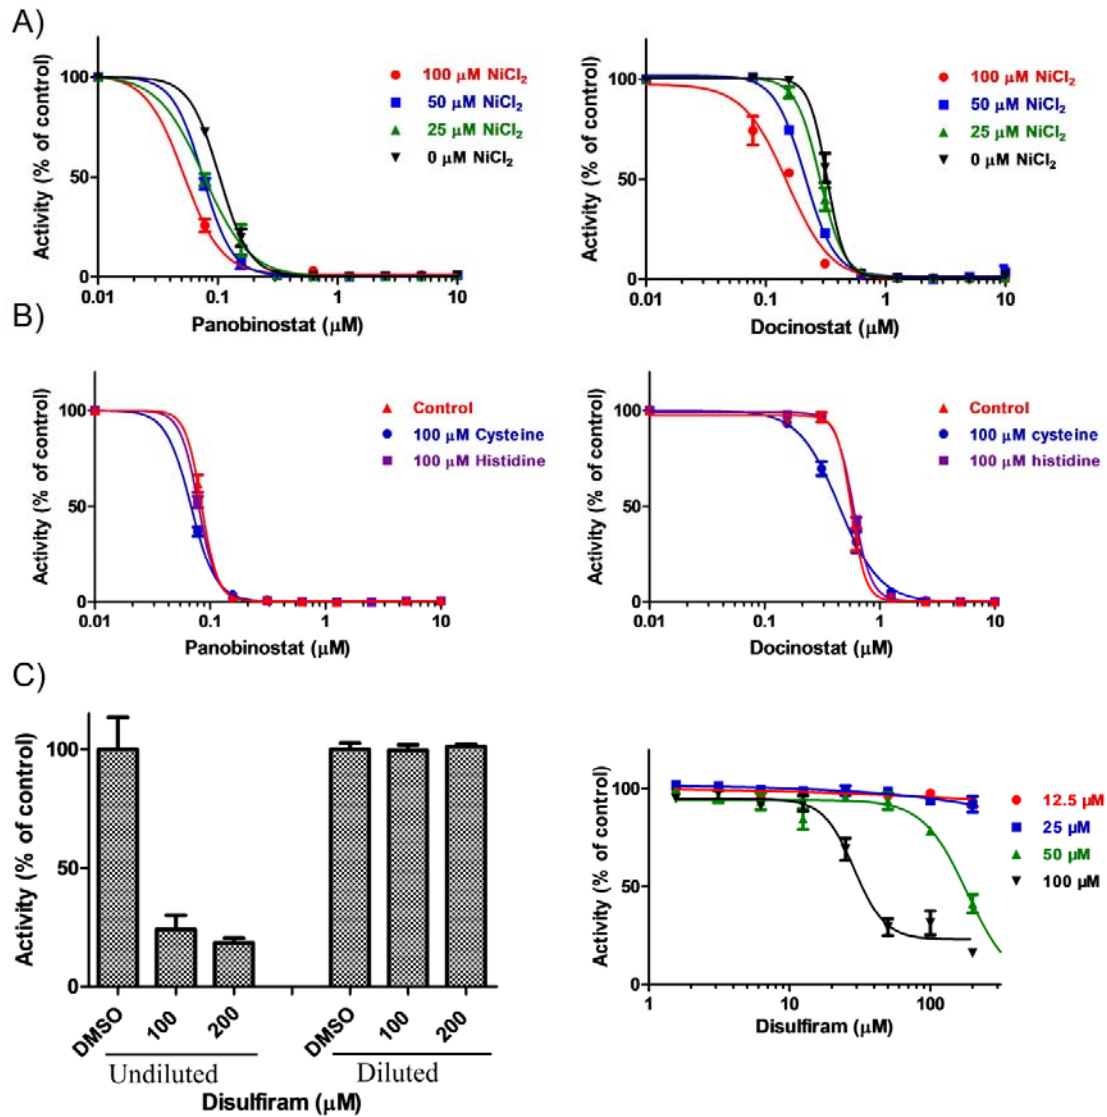 A)
Activity (% of control)
100
50
0
0.01 0.1 1 10
Panobinostat (µM)
100 µM NiCl₂
50 µM NiCl₂
25 µM NiCl₂
0 µM NiCl₂
Activity (% of control)
100
50
0
0.01 0.1 1 10
Docinostat (µM)
100 µM NiCl₂
50 µM NiCl₂
25 µM NiCl₂
0 µM NiCl₂
B)
Activity (% of control)
100
50
0
0.01 0.1 1 10
Panobinostat (µM)
Control
100 µM Cysteine
100 µM Histidine
Activity (% of control)
100
50
0
0.01 0.1 1 10
Docinostat (µM)
Control
100 µM cysteine
100 µM histidine
C)
Activity (% of control)
100
50
0
DMSO 100 200 DMSO 100 200
Undiluted Diluted
Disulfiram (µM)
Activity (% of control)
100
50
0
1 10 100
Disulfiram (µM)
12.5 µM
25 µM
50 µM
100 µM